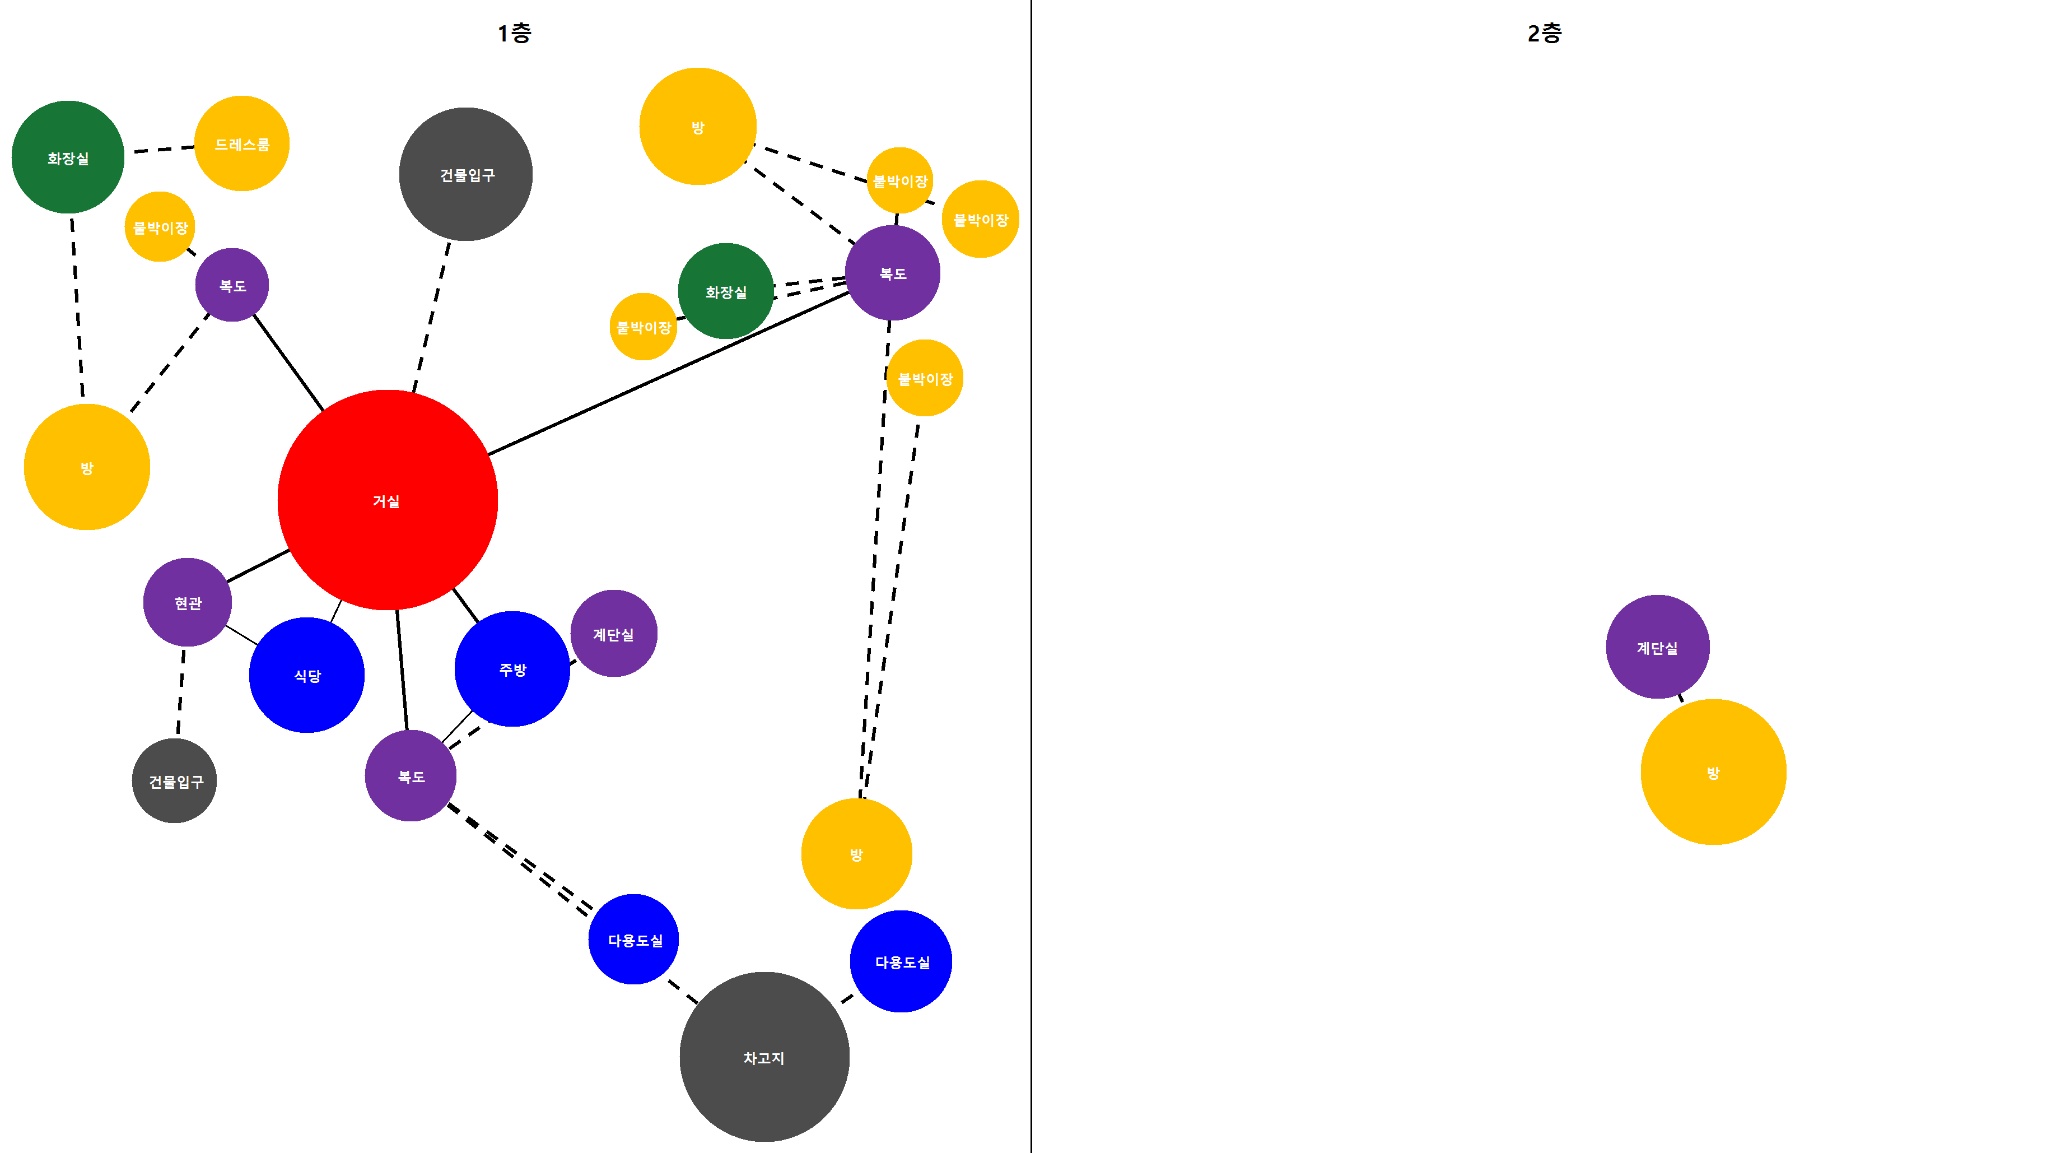 1층
2층
방
화장실
드레스룸
건물입구
붙박이장
붙박이장
붙박이장
복도
복도
화장실
붙박이장
붙박이장
방
거실
현관
계단실
계단실
식당
주방
건물입구
복도
방
방
다용도실
다용도실
차고지